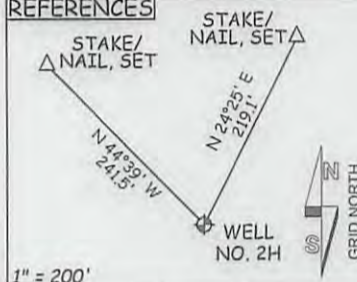 REFERENCES
STAKE/
NAIL, SET
STAKE/
NAIL, SET
N 44°39' W
241.5'
N 24°25' E
219.1'
WELL
NO. 2H
N
S
GRID NORTH
1" = 200'